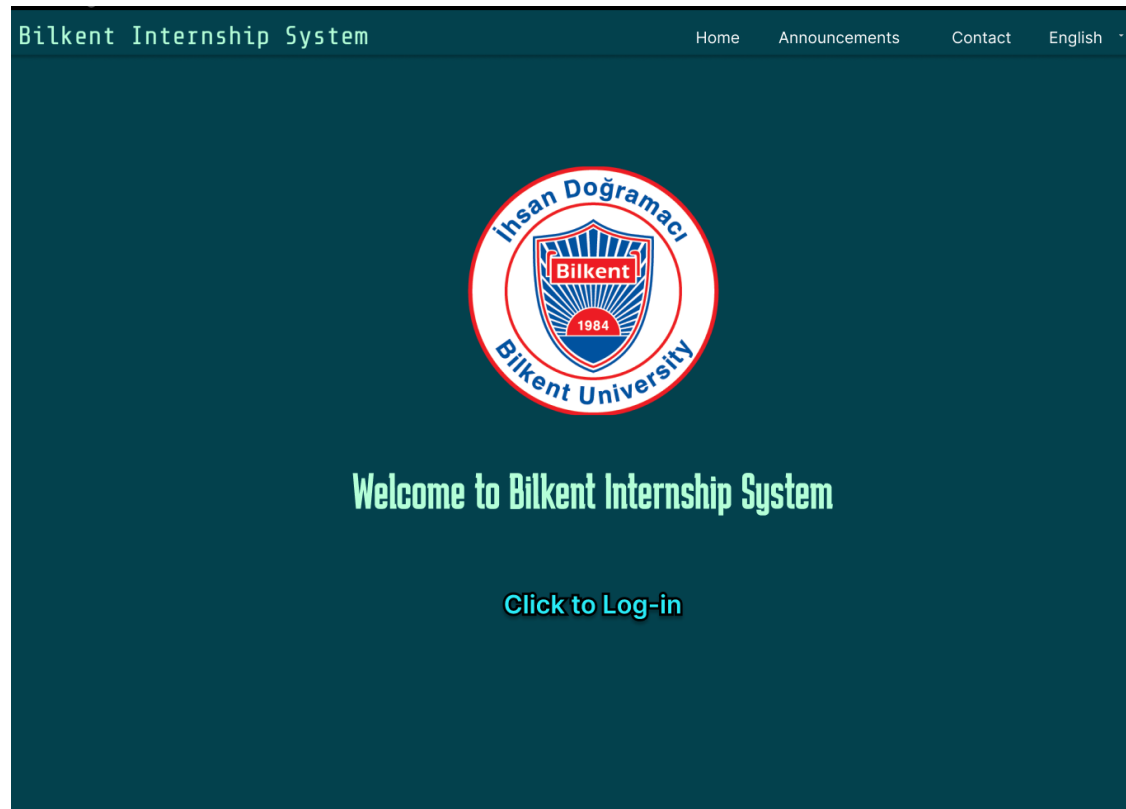 Bilkent Internship System
Home Announcements Contact English
İhsan Doğramacı
Bilkent
1984
Bilkent University
Welcome to Bilkent Internship System
Click to Log-in